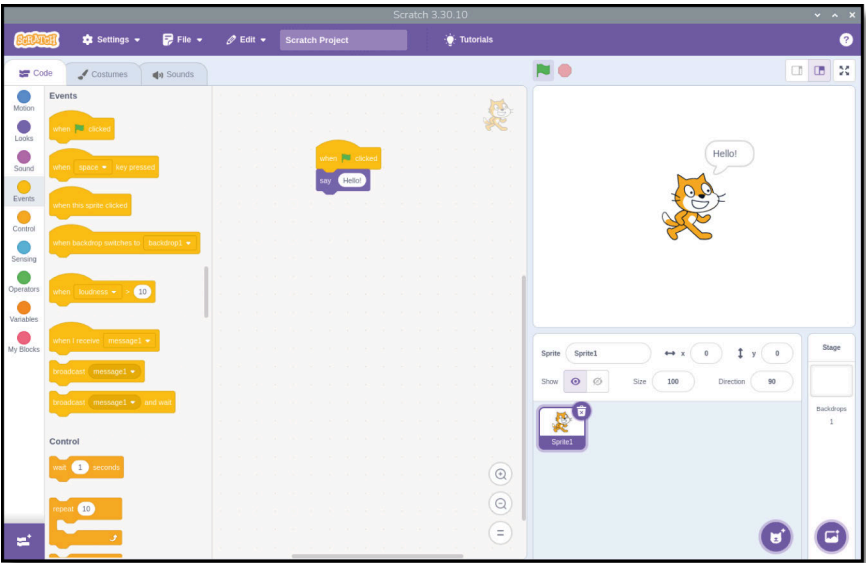 Scratch 3.30.10
SCRATCH Settings File Edit Scratch Project Tutorials ?
Code Costumes Sounds
Motion
Looks
Sound
Events
Control
Sensing
Operators
Variables
My Blocks
Events
when clicked
when space key pressed
when this sprite clicked
when backdrop switches to backdrop1
when loudness > 10
when I receive message1
broadcast message1
broadcast message1 and wait
Control
wait 1 seconds
repeat 10
when clicked
say Hello!
Hello!
Sprite Sprite1 x 0 y 0
Show Size 100 Direction 90
Sprite1
Stage
Backdrops
1